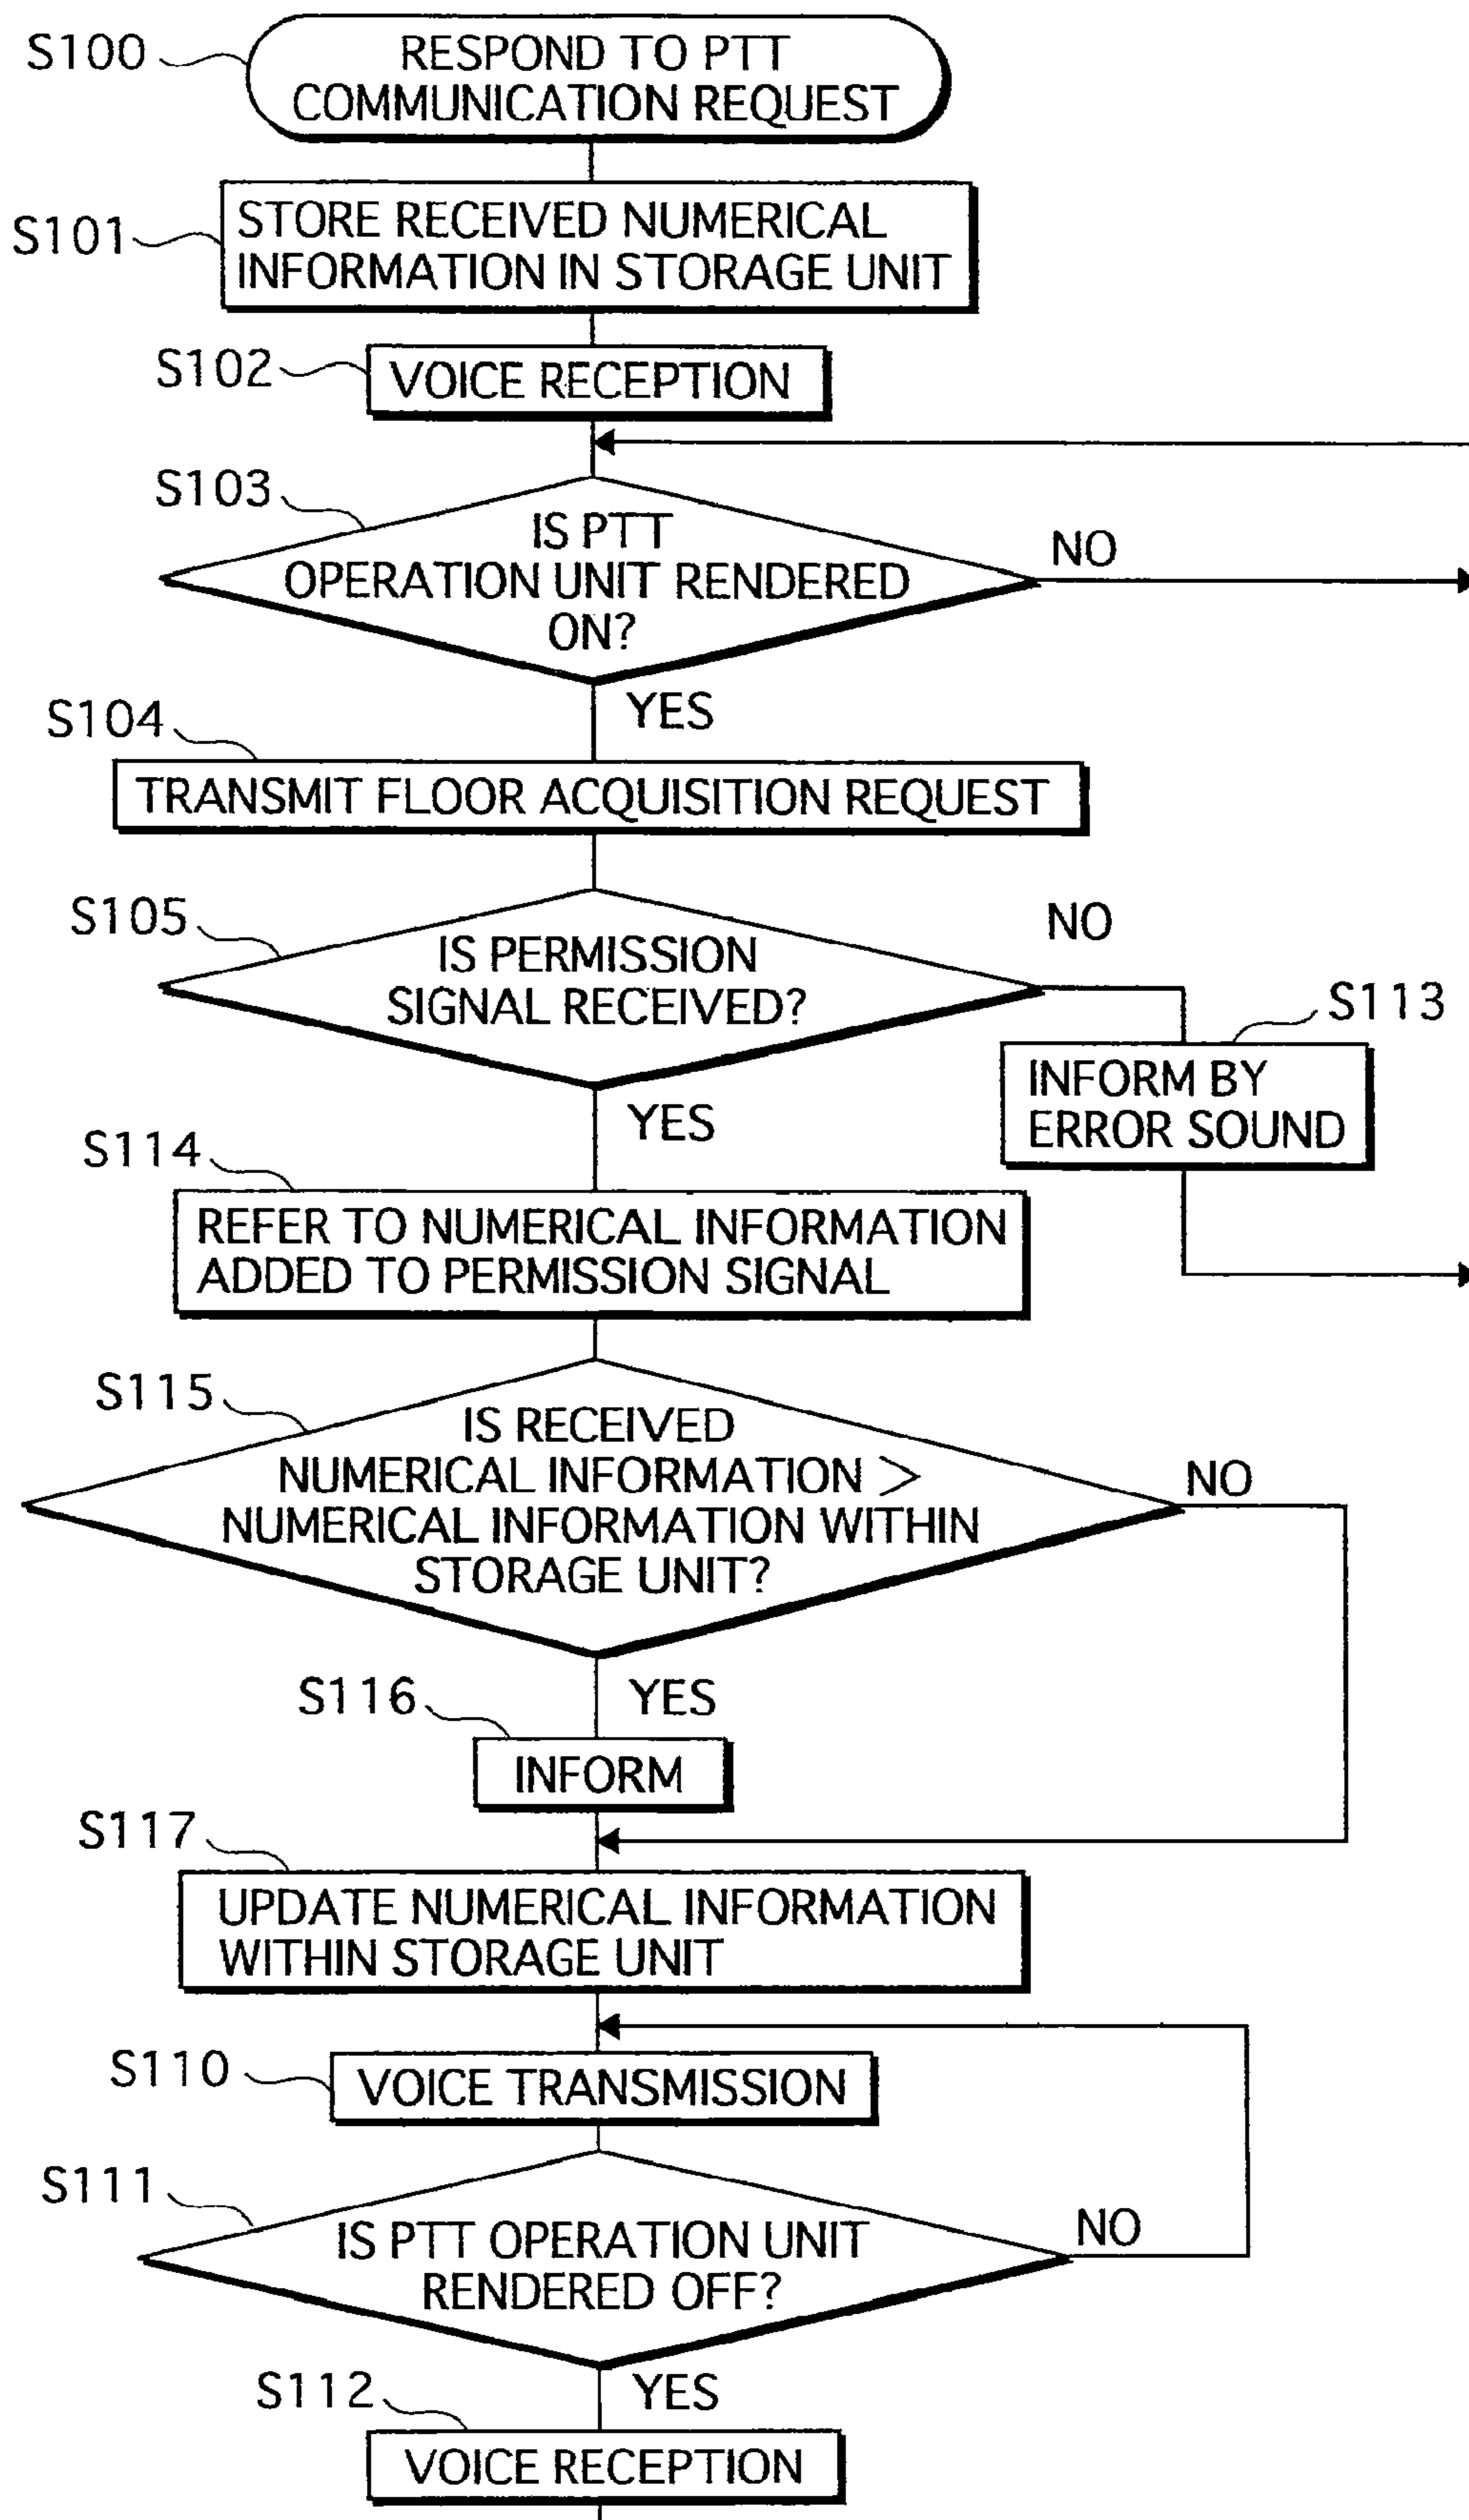 S100
RESPOND TO PTT
COMMUNICATION REQUEST
S101
STORE RECEIVED NUMERICAL
INFORMATION IN STORAGE UNIT
S102
VOICE RECEPTION
S103
IS PTT
OPERATION UNIT RENDERED
ON?
NO
YES
S104
TRANSMIT FLOOR ACQUISITION REQUEST
S105
IS PERMISSION
SIGNAL RECEIVED?
NO
S113
INFORM BY
ERROR SOUND
YES
S114
REFER TO NUMERICAL INFORMATION
ADDED TO PERMISSION SIGNAL
S115
IS RECEIVED
NUMERICAL INFORMATION >
NUMERICAL INFORMATION WITHIN
STORAGE UNIT?
NO
YES
S116
INFORM
S117
UPDATE NUMERICAL INFORMATION
WITHIN STORAGE UNIT
S110
VOICE TRANSMISSION
S111
IS PTT OPERATION UNIT
RENDERED OFF?
NO
YES
S112
VOICE RECEPTION